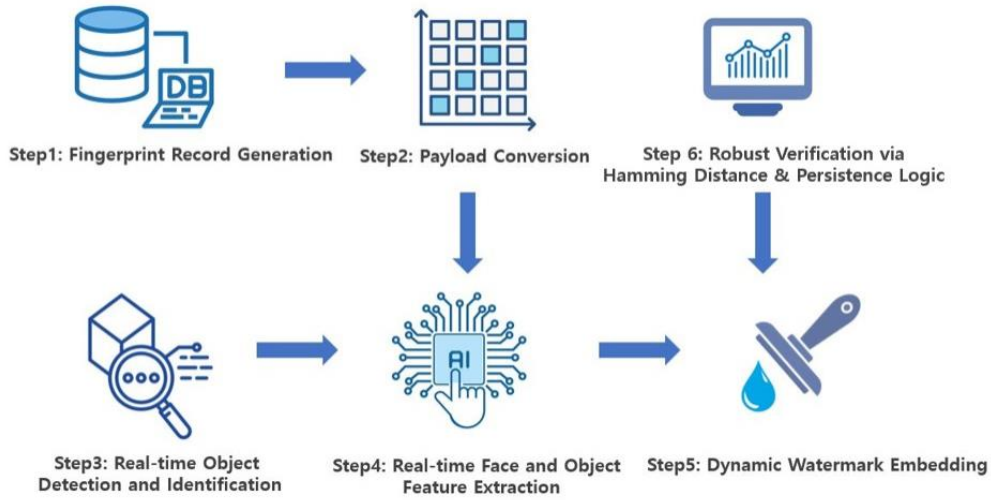 DB
Step1: Fingerprint Record Generation
Step2: Payload Conversion
Step 6: Robust Verification via
Hamming Distance & Persistence Logic
AI
Step3: Real-time Object
Detection and Identification
Step4: Real-time Face and Object
Feature Extraction
Step5: Dynamic Watermark Embedding